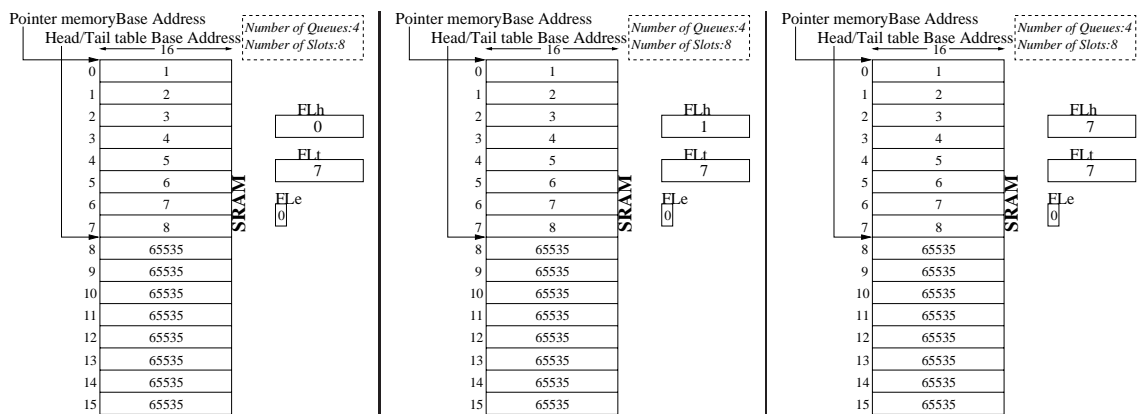 Pointer memoryBase Address
Head/Tail table Base Address
16
Number of Queues:4
Number of Slots:8
0 1
1 2
2 3
3 4
4 5
5 6
6 7
7 8
8 65535
9 65535
10 65535
11 65535
12 65535
13 65535
14 65535
15 65535
SRAM
FLh
0
FLt
7
FLe
0
Pointer memoryBase Address
Head/Tail table Base Address
16
Number of Queues:4
Number of Slots:8
0 1
1 2
2 3
3 4
4 5
5 6
6 7
7 8
8 65535
9 65535
10 65535
11 65535
12 65535
13 65535
14 65535
15 65535
SRAM
FLh
1
FLt
7
FLe
0
Pointer memoryBase Address
Head/Tail table Base Address
16
Number of Queues:4
Number of Slots:8
0 1
1 2
2 3
3 4
4 5
5 6
6 7
7 8
8 65535
9 65535
10 65535
11 65535
12 65535
13 65535
14 65535
15 65535
SRAM
FLh
7
FLt
7
FLe
0